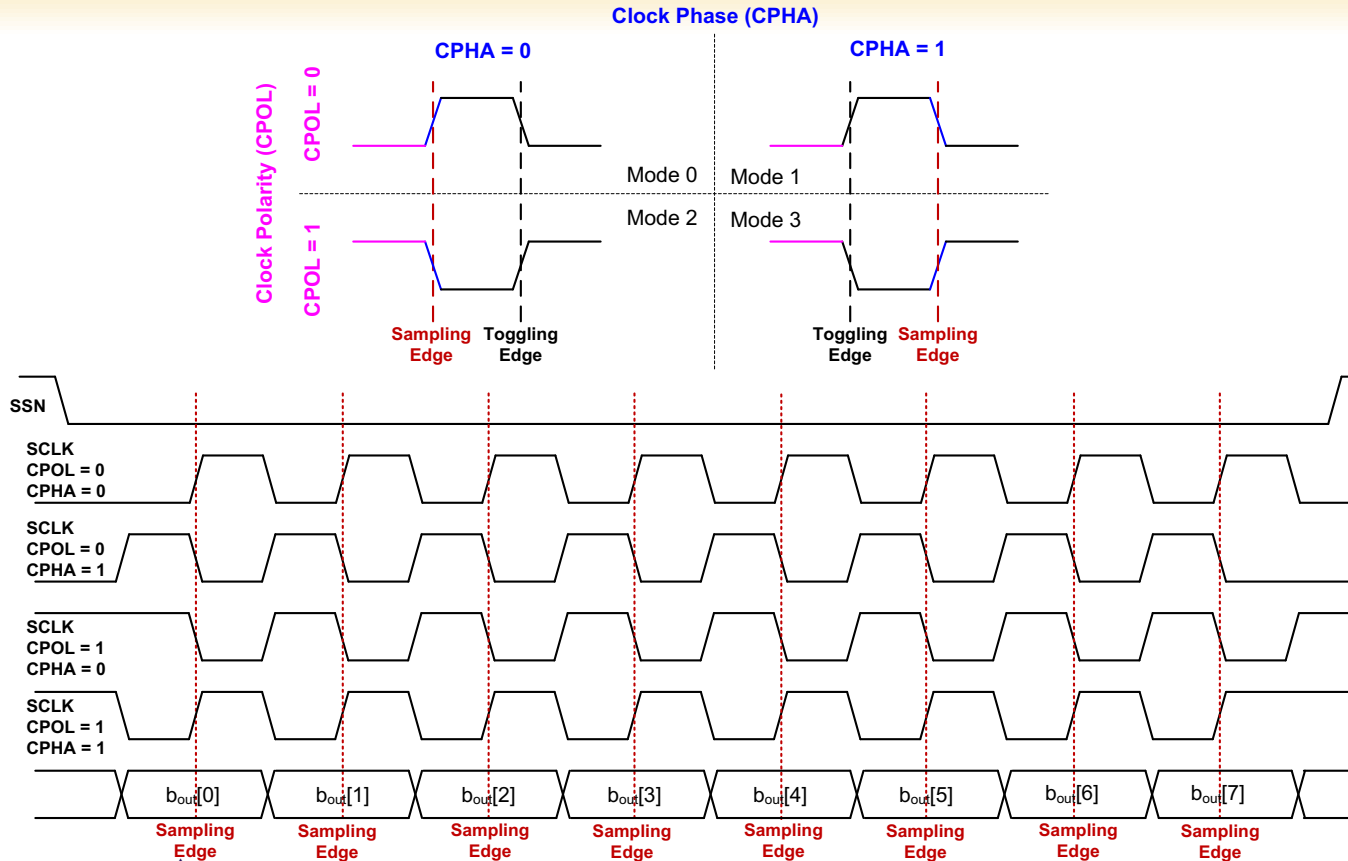 Clock Phase (CPHA)
CPHA = 0
CPHA = 1
Clock Polarity (CPOL)
CPOL = 0
CPOL = 1
Mode 0
Mode 1
Mode 2
Mode 3
Sampling
Edge
Toggling
Edge
Toggling
Edge
Sampling
Edge
SSN
SCLK
CPOL = 0
CPHA = 0
SCLK
CPOL = 0
CPHA = 1
SCLK
CPOL = 1
CPHA = 0
SCLK
CPOL = 1
CPHA = 1
bout[0] bout[1] bout[2] bout[3] bout[4] bout[5] bout[6] bout[7]
Sampling Sampling Sampling Sampling Sampling Sampling Sampling Sampling
Edge Edge Edge Edge Edge Edge Edge Edge